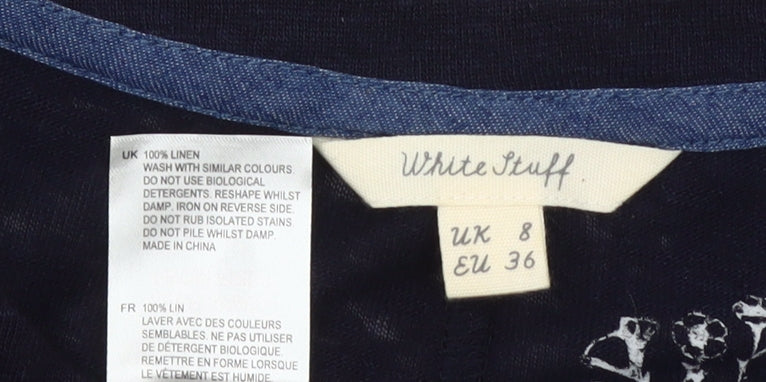 UK 100% LINEN
WASH WITH SIMILAR COLOURS
DO NOT USE BIOLOGICAL
DETERGENTS. RESHAPE WHILST
DAMP. IRON ON REVERSE SIDE.
DO NOT RUB ISOLATED STAINS.
DO NOT PILE WHILST DAMP.
MADE IN CHINA
FR 100% LIN
LAVER AVEC DES COULEURS
SEMBLABLES. NE PAS UTILISER
DE DÉTERGENT BIOLOGIQUE.
REMETTRE EN FORME LORSQUE
LE VÊTEMENT EST HUMIDE.
White Stuff
UK 8
EU 36